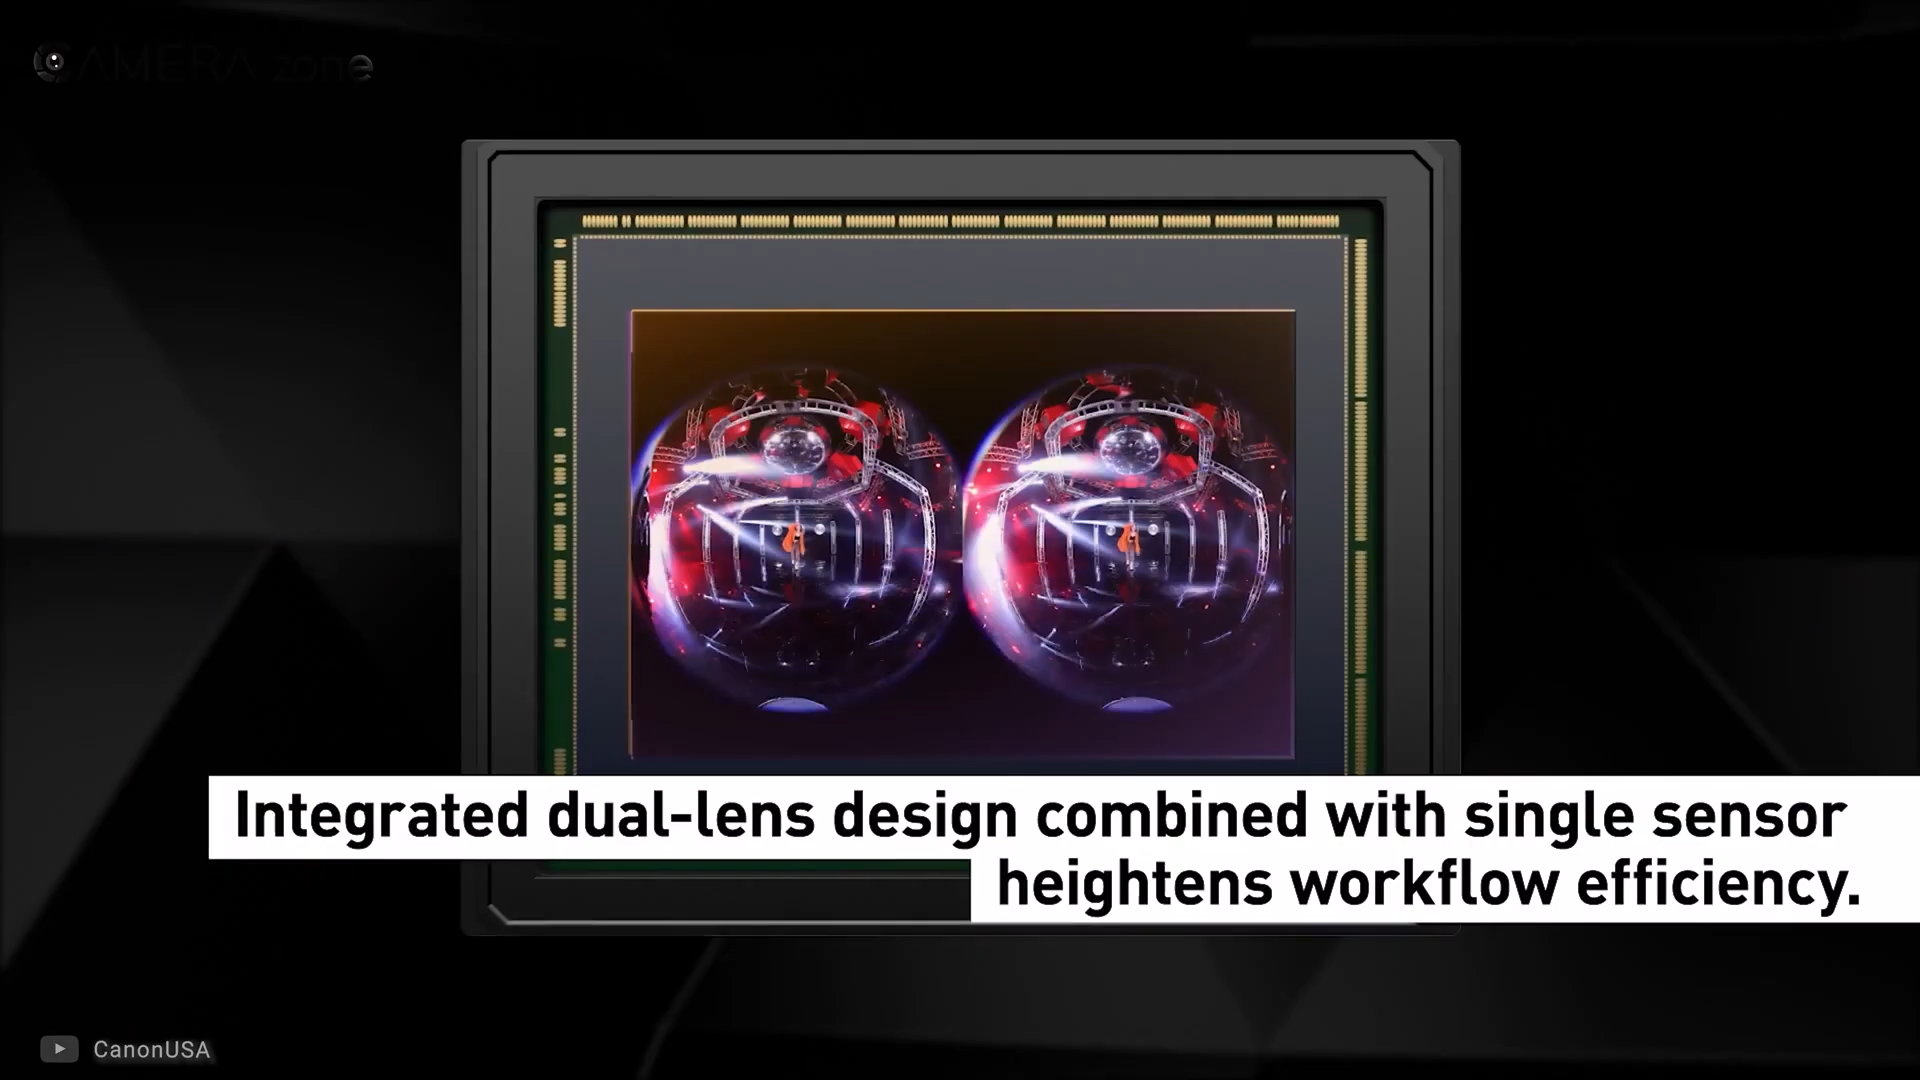 CAMERA zone
Integrated dual-lens design combined with single sensor
heightens workflow efficiency.
CanonUSA